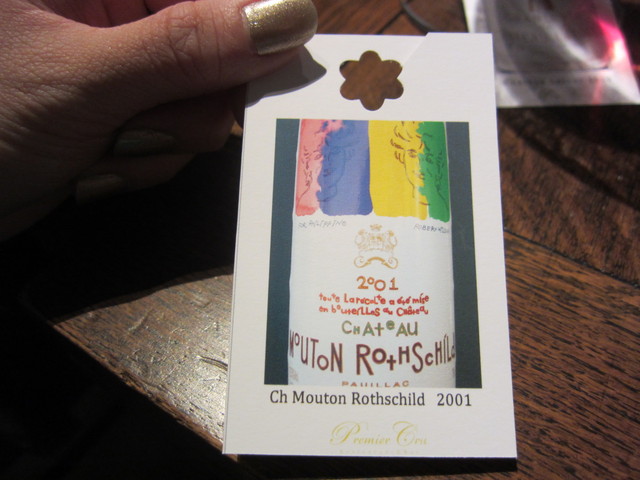 2001
toute la récolte a été mise
en bouteilles au Château
CHATEAU
MOUTON ROTHSCHILD
PAUILLAC
Ch Mouton Rothschild 2001
Premier Cru